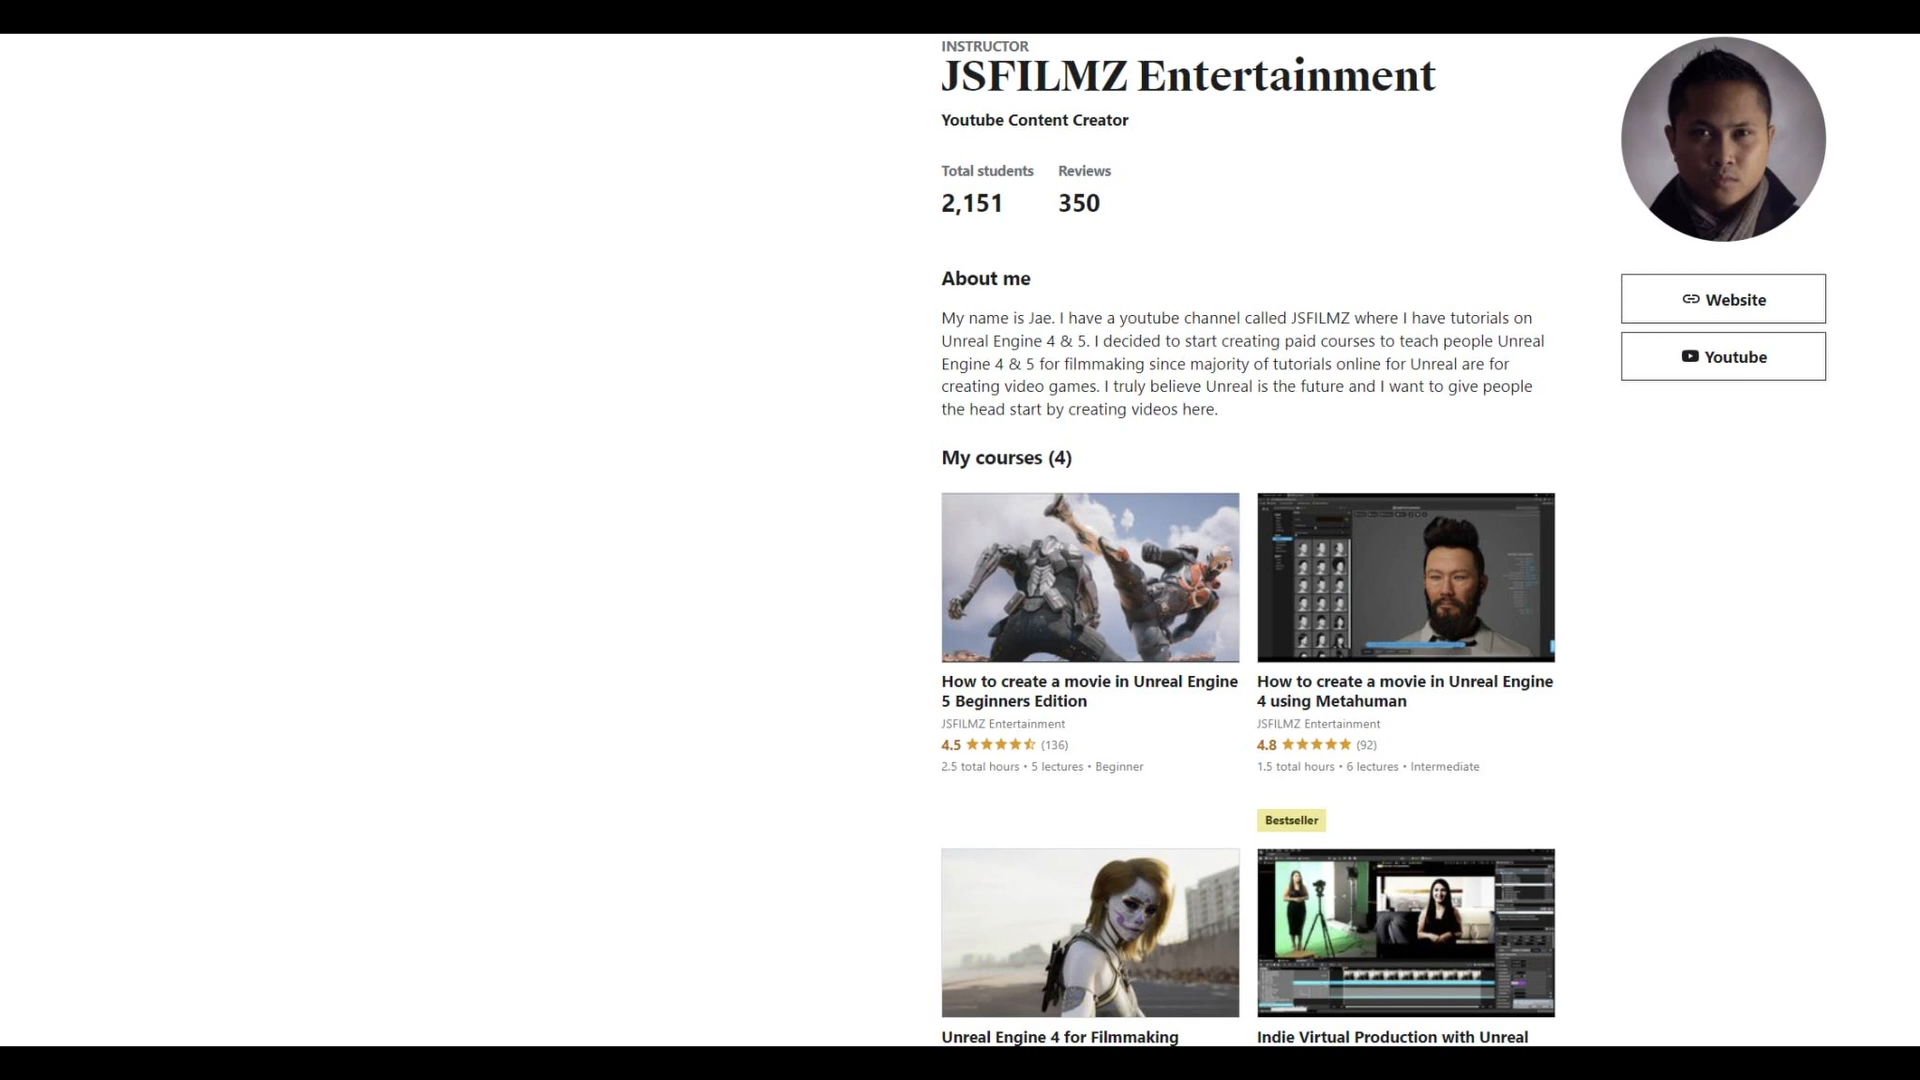 INSTRUCTOR
JSFILMZ Entertainment
Youtube Content Creator
Total students
Reviews
2,151
350
Website
Youtube
About me
My name is Jae. I have a youtube channel called JSFILMZ where I have tutorials on
Unreal Engine 4 & 5. I decided to start creating paid courses to teach people Unreal
Engine 4 & 5 for filmmaking since majority of tutorials online for Unreal are for
creating video games. I truly believe Unreal is the future and I want to give people
the head start by creating videos here.
My courses (4)
How to create a movie in Unreal Engine
5 Beginners Edition
JSFILMZ Entertainment
4.5 (136)
2.5 total hours • 5 lectures • Beginner
How to create a movie in Unreal Engine
4 using Metahuman
JSFILMZ Entertainment
4.8 (92)
1.5 total hours • 6 lectures • Intermediate
Bestseller
Unreal Engine 4 for Filmmaking
Indie Virtual Production with Unreal